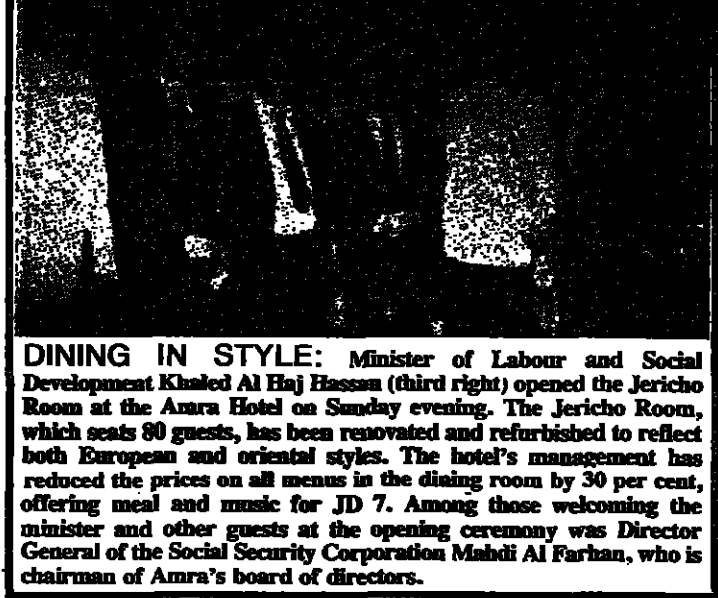 DINING IN STYLE: Minister of Labour and Social
Development Khaled Al Haj Hassan (third right) opened the Jericho
Room at the Amra Hotel on Sunday evening. The Jericho Room,
which seats 80 guests, has been renovated and refurbished to reflect
both European and oriental styles. The hotel's management has
reduced the prices on all menus in the dining room by 30 per cent,
offering meal and music for JD 7. Among those welcoming the
minister and other guests at the opening ceremony was Director
General of the Social Security Corporation Mahdi Al Farhan, who is
chairman of Amra's board of directors.